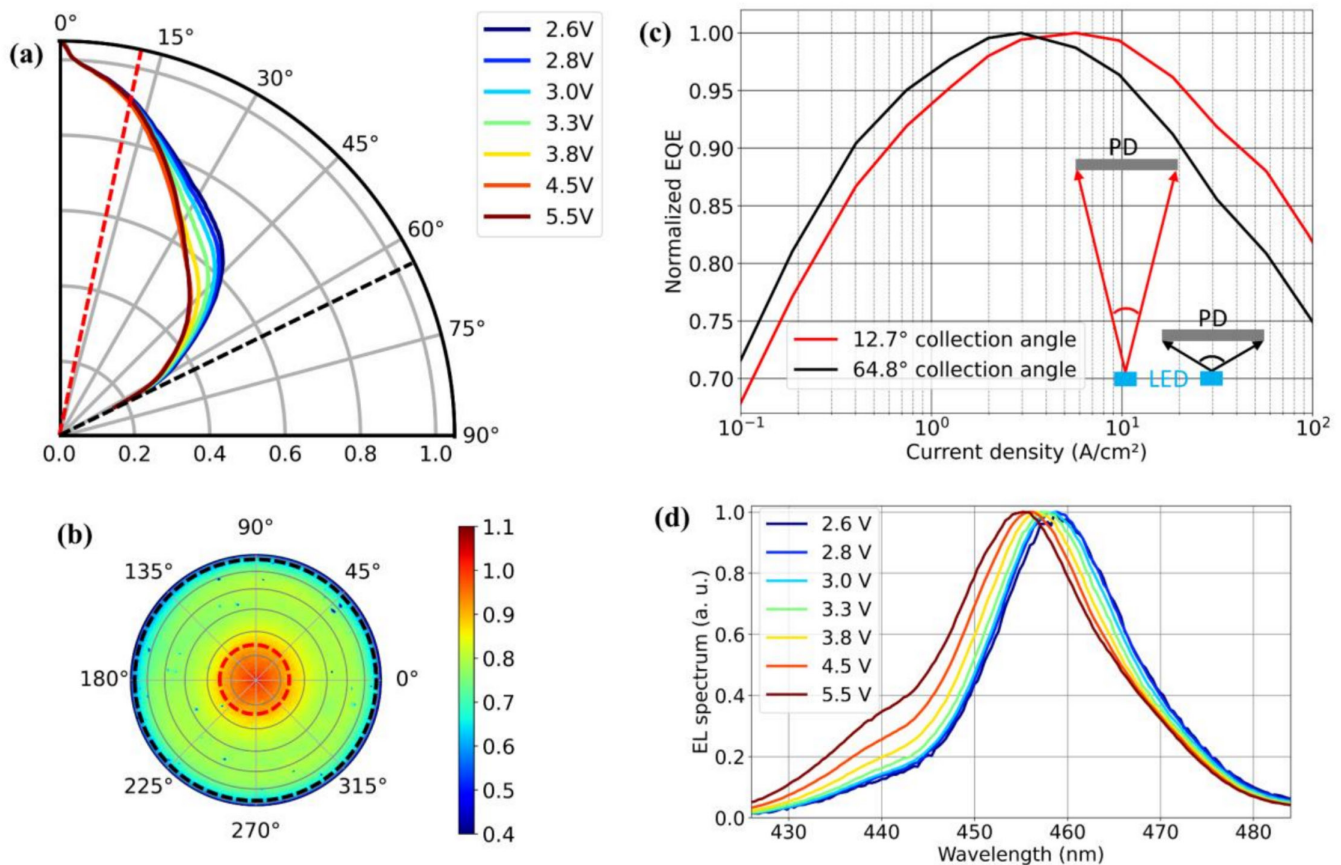 (a)
0°
15°
30°
45°
60°
75°
90°
0.0 0.2 0.4 0.6 0.8 1.0
2.6V
2.8V
3.0V
3.3V
3.8V
4.5V
5.5V
(c)
Normalized EQE
1.00
0.95
0.90
0.85
0.80
0.75
0.70
PD
PD
LED
12.7° collection angle
64.8° collection angle
10⁻¹ 10⁰ 10¹ 10²
Current density (A/cm²)
(b)
90°
135° 45°
180° 0°
225° 315°
270°
1.1
1.0
0.9
0.8
0.7
0.6
0.5
0.4
(d)
EL spectrum (a. u.)
1.0
0.8
0.6
0.4
0.2
0.0
2.6 V
2.8 V
3.0 V
3.3 V
3.8 V
4.5 V
5.5 V
430 440 450 460 470 480
Wavelength (nm)